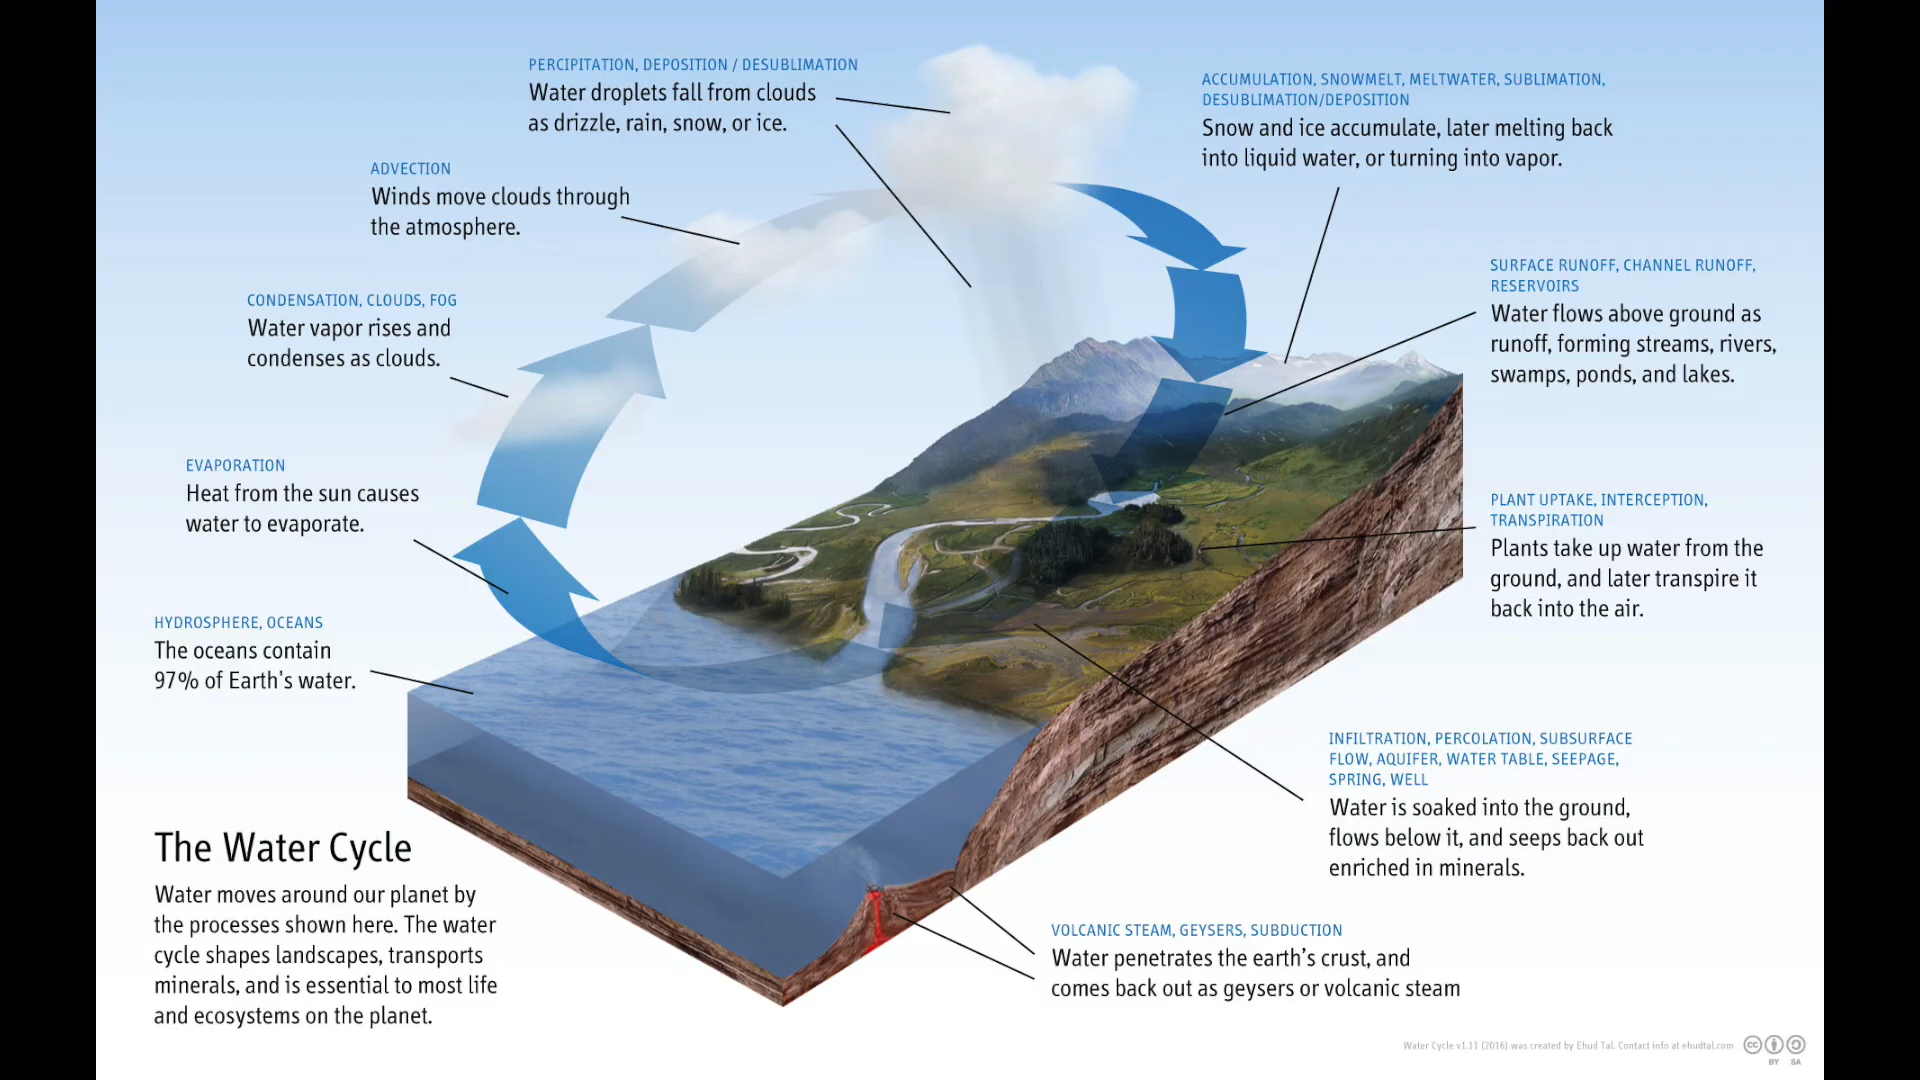 PERCIPITATION, DEPOSITION / DESUBLIMATION
Water droplets fall from clouds
as drizzle, rain, snow, or ice.
ACCUMULATION, SNOWMELT, MELTWATER, SUBLIMATION,
DESUBLIMATION/DEPOSITION
Snow and ice accumulate, later melting back
into liquid water, or turning into vapor.
ADVECTION
Winds move clouds through
the atmosphere.
SURFACE RUNOFF, CHANNEL RUNOFF,
RESERVOIRS
Water flows above ground as
runoff, forming streams, rivers,
swamps, ponds, and lakes.
CONDENSATION, CLOUDS, FOG
Water vapor rises and
condenses as clouds.
EVAPORATION
Heat from the sun causes
water to evaporate.
PLANT UPTAKE, INTERCEPTION,
TRANSPIRATION
Plants take up water from the
ground, and later transpire it
back into the air.
HYDROSPHERE, OCEANS
The oceans contain
97% of Earth's water.
INFILTRATION, PERCOLATION, SUBSURFACE
FLOW, AQUIFER, WATER TABLE, SEEPAGE,
SPRING, WELL
Water is soaked into the ground,
flows below it, and seeps back out
enriched in minerals.
The Water Cycle
Water moves around our planet by
the processes shown here. The water
cycle shapes landscapes, transports
minerals, and is essential to most life
and ecosystems on the planet.
VOLCANIC STEAM, GEYSERS, SUBDUCTION
Water penetrates the earth's crust, and
comes back out as geysers or volcanic steam
Water Cycle v1.11 (2016) was created by Ehud Tal. Contact info at ehudtal.com
cc
BY SA